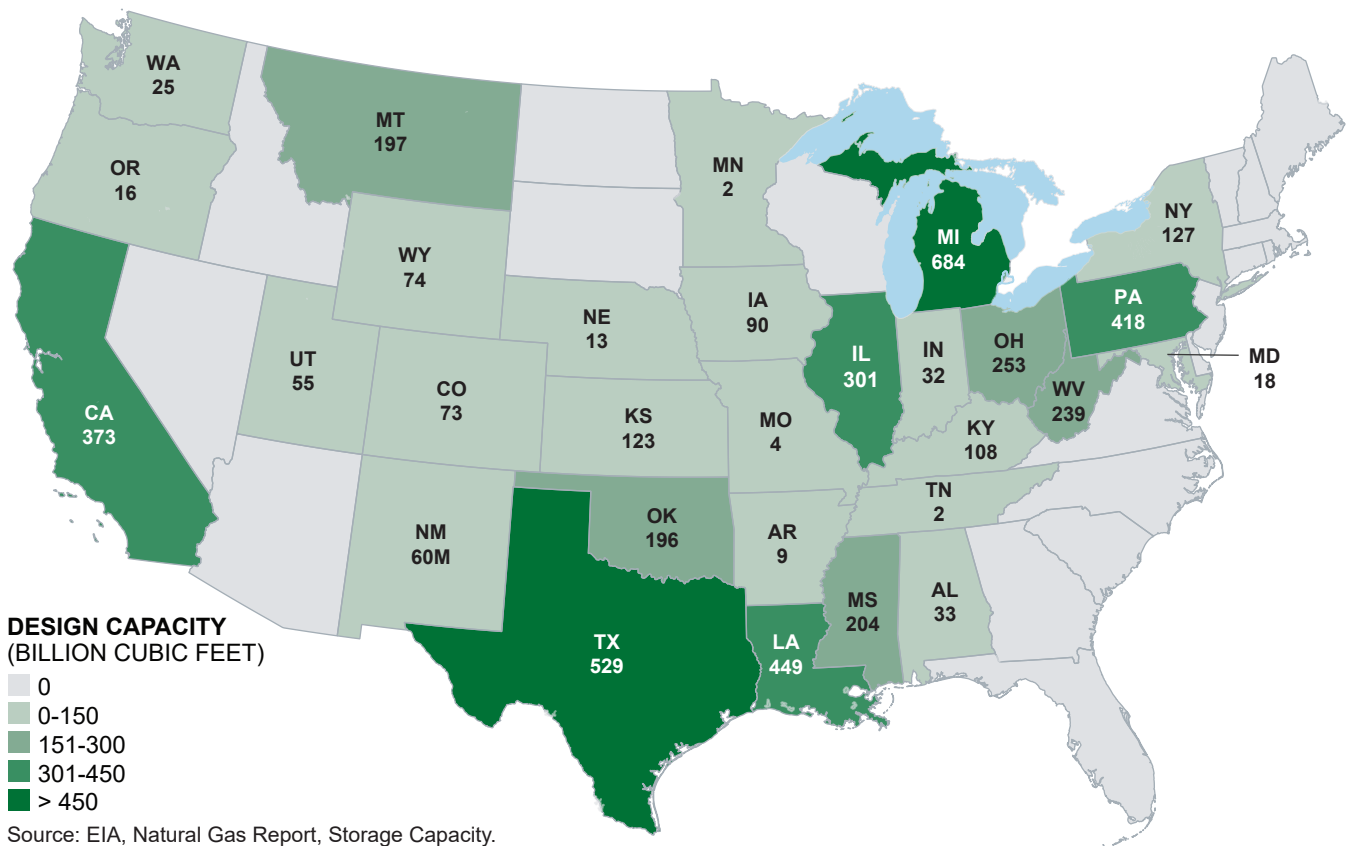 WA
25
MT
197
OR
16
MN
2
NY
127
WY
74
MI
684
IA
90
NE
13
PA
418
UT
55
CO
73
IL
301
IN
32
OH
253
MD
18
WV
239
CA
373
KS
123
MO
4
KY
108
TN
2
NM
60M
OK
196
AR
9
MS
204
AL
33
TX
529
LA
449
DESIGN CAPACITY
(BILLION CUBIC FEET)
0
0-150
151-300
301-450
> 450
Source: EIA, Natural Gas Report, Storage Capacity.